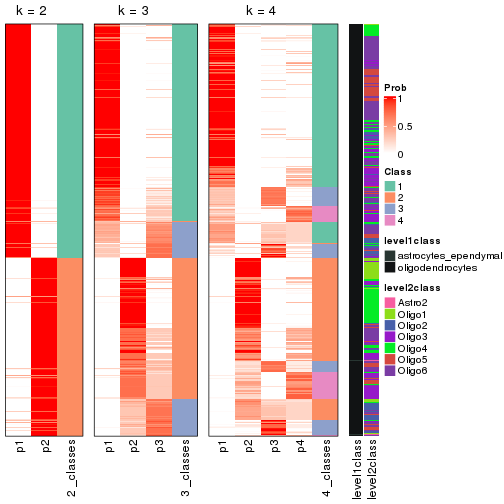 k = 2
k = 3
k = 4
p1
p2
2_classes
p1
p2
p3
3_classes
p1
p2
p3
p4
4_classes
level1class
level2class
Prob
1
0.5
0
Class
1
2
3
4
level1class
astrocytes_ependymal
oligodendrocytes
level2class
Astro2
Oligo1
Oligo2
Oligo3
Oligo4
Oligo5
Oligo6